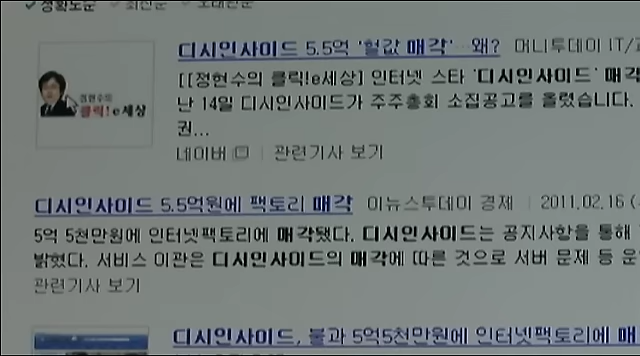 정확도순 최신순 오래된순
디시인사이드 5.5억 '헐값 매각' 왜? 머니투데이 IT/
[[정현수의 클릭!e세상] 인터넷 스타 '디시인사이드' 매각
난 14일 디시인사이드가 주주총회 소집공고를 올렸습니다.
권...
정현수의
클릭!e세상
네이버 관련기사 보기
디시인사이드 5.5억원에 팩토리 매각 이뉴스투데이 경제 2011.02.16
5억 5천만원에 인터넷팩토리에 매각됐다. 디시인사이드는 공지사항을 통해
밝혔다. 서비스 이관은 디시인사이드의 매각에 따른 것으로 서버 문제 등 운
관련기사 보기
디시인사이드, 불과 5억5천만원에 인터넷팩토리에 매